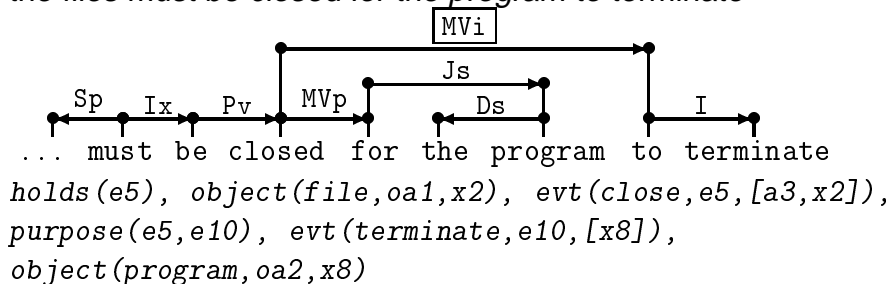 the files must be closed for the program to terminate
MVi
Js
Sp Ix Pv MVp Ds I
... must be closed for the program to terminate
holds(e5), object(file,oa1,x2), evt(close,e5,[a3,x2]),
purpose(e5,e10), evt(terminate,e10,[x8]),
object(program,oa2,x8)